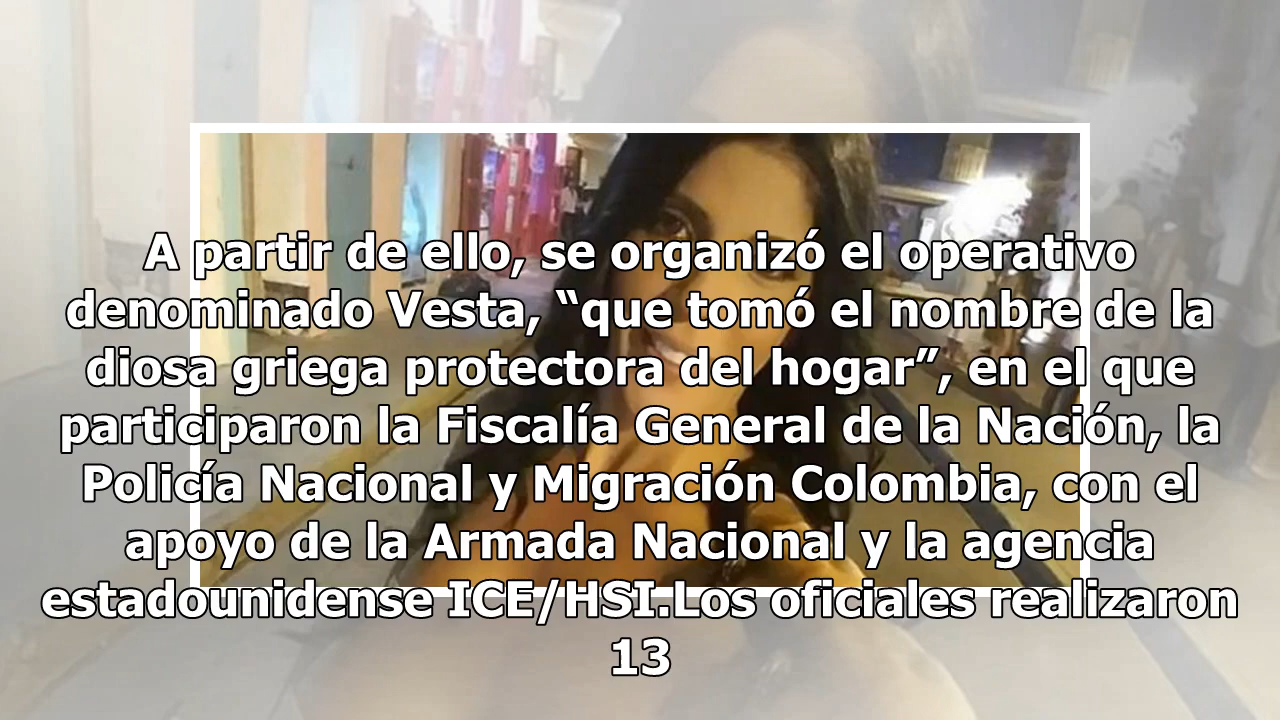 A partir de ello, se organizó el operativo
denominado Vesta, “que tomó el nombre de la
diosa griega protectora del hogar”, en el que
participaron la Fiscalía General de la Nación, la
Policía Nacional y Migración Colombia, con el
apoyo de la Armada Nacional y la agencia
estadounidense ICE/HSI.Los oficiales realizaron
13